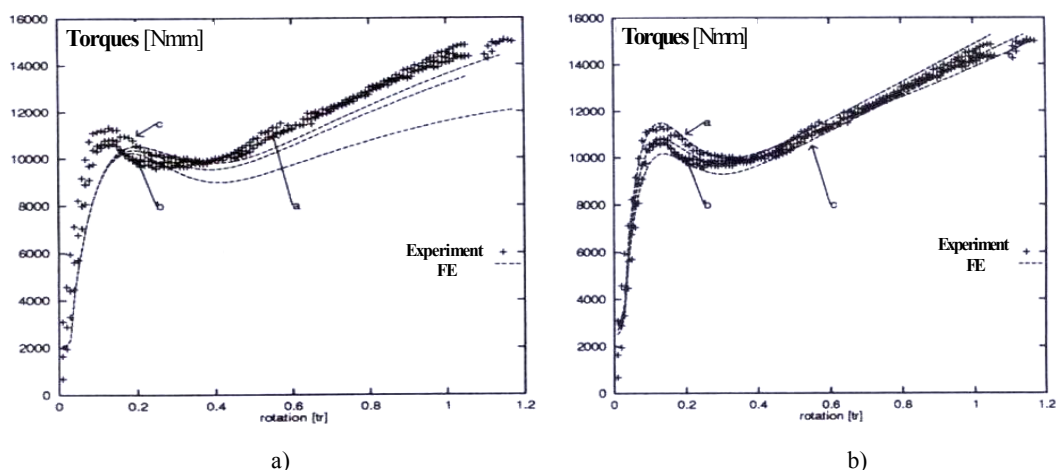 16000
14000
12000
10000
8000
6000
4000
2000
0
Torques [Nmm]
c
b
a
Experiment
FE
0 0.2 0.4 0.6 0.8 1 1.2
rotation [tr]
a)
16000
14000
12000
10000
8000
6000
4000
2000
0
Torques [Nmm]
a
b
c
Experiment
FE
0 0.2 0.4 0.6 0.8 1 1.2
rotation [tr]
b)